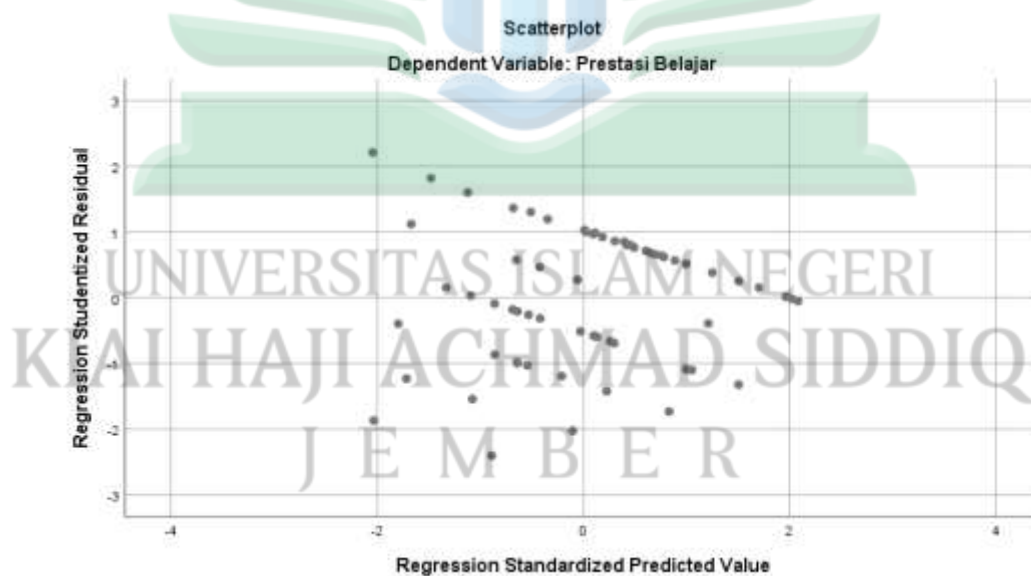 Scatterplot
Dependent Variable: Prestasi Belajar
Regression Studentized Residual
3
2
1
0
-1
-2
-3
UNIVERSITAS ISLAM NEGERI
KIAI HAJI ACHMAD SIDDIQ
JEMBER
-4
-2
0
2
4
Regression Standardized Predicted Value